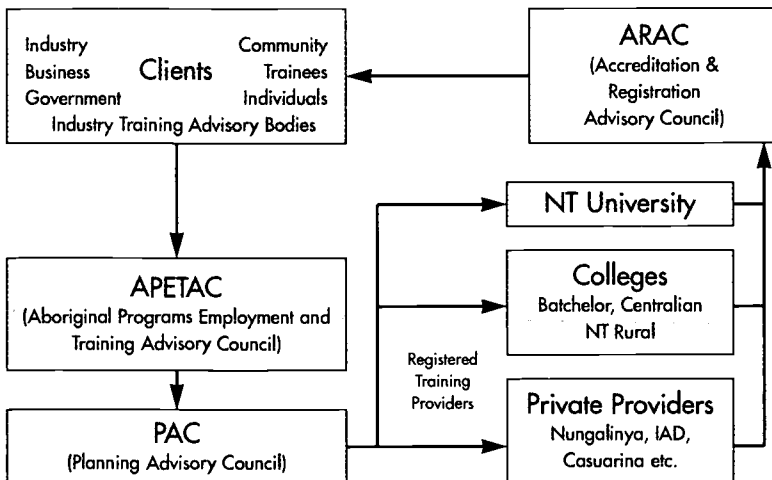 Industry
Business
Government
Clients
Community
Trainees
Individuals
Industry Training Advisory Bodies
ARAC
(Accreditation &
Registration
Advisory Council)
APETAC
(Aboriginal Programs Employment and
Training Advisory Council)
PAC
(Planning Advisory Council)
Registered
Training
Providers
NT University
Colleges
Batchelor, Centralian
NT Rural
Private Providers
Nungalinya, IAD,
Casuarina etc.